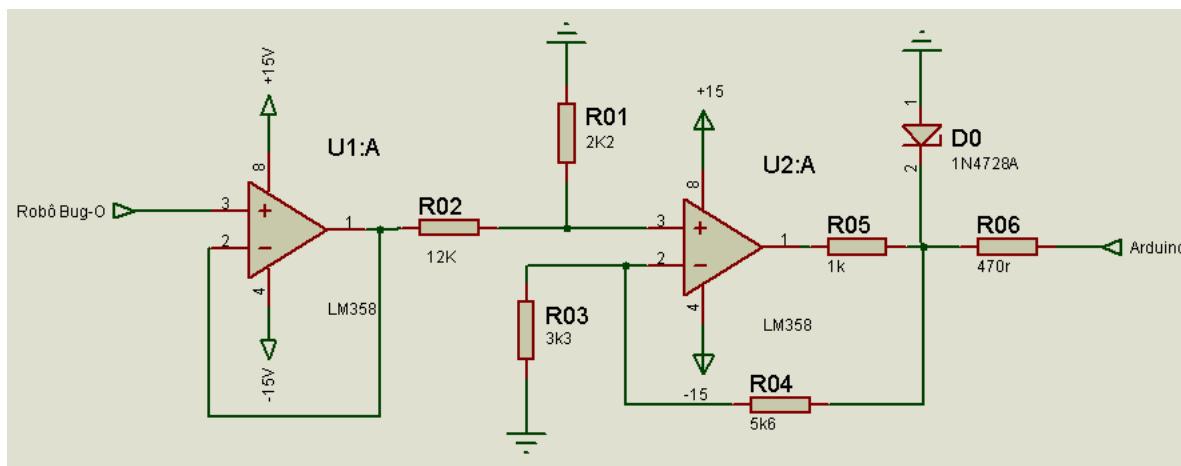 +15V
R01
2K2
+15
1
D0
1N4728A
2
U1:A
8
U2:A
8
Robô Bug-O
3
+
2
−
1
4
R02
12K
LM358
-15V
3
+
2
−
1
4
R05
1k
R06
470r
Arduino
R03
3k3
LM358
-15
R04
5k6